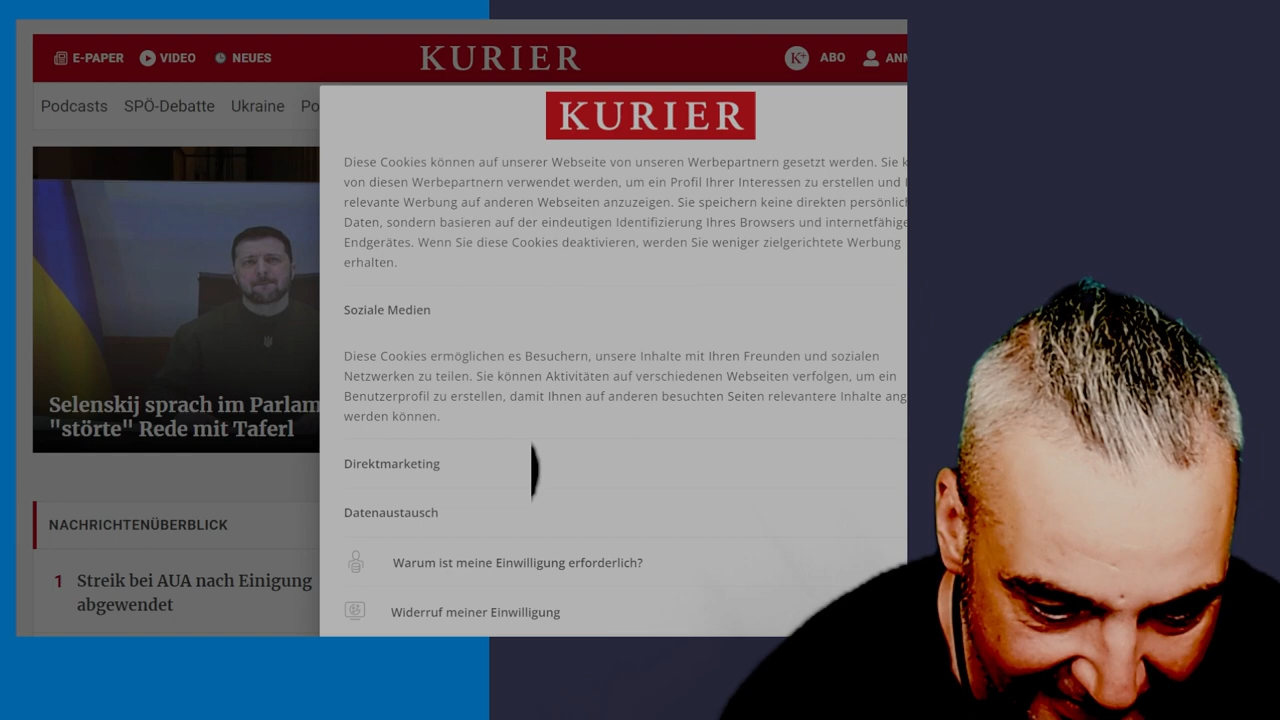 E-PAPER VIDEO NEUES KURIER K+ ABO ANM
Podcasts SPÖ-Debatte Ukraine Po
KURIER
Diese Cookies können auf unserer Webseite von unseren Werbepartnern gesetzt werden. Sie k
von diesen Werbepartnern verwendet werden, um ein Profil Ihrer Interessen zu erstellen und I
relevante Werbung auf anderen Webseiten anzuzeigen. Sie speichern keine direkten persönlich
Daten, sondern basieren auf der eindeutigen Identifizierung Ihres Browsers und internetfähige
Endgerätes. Wenn Sie diese Cookies deaktivieren, werden Sie weniger zielgerichtete Werbung
erhalten.
Soziale Medien
Diese Cookies ermöglichen es Besuchern, unsere Inhalte mit Ihren Freunden und sozialen
Netzwerken zu teilen. Sie können Aktivitäten auf verschiedenen Webseiten verfolgen, um ein
Benutzerprofil zu erstellen, damit Ihnen auf anderen besuchten Seiten relevantere Inhalte ang
werden können.
Direktmarketing
Datenaustausch
Warum ist meine Einwilligung erforderlich?
Widerruf meiner Einwilligung
Selenskij sprach im Parlam
"störte" Rede mit Taferl
NACHRICHTENÜBERBLICK
1 Streik bei AUA nach Einigung
abgewendet